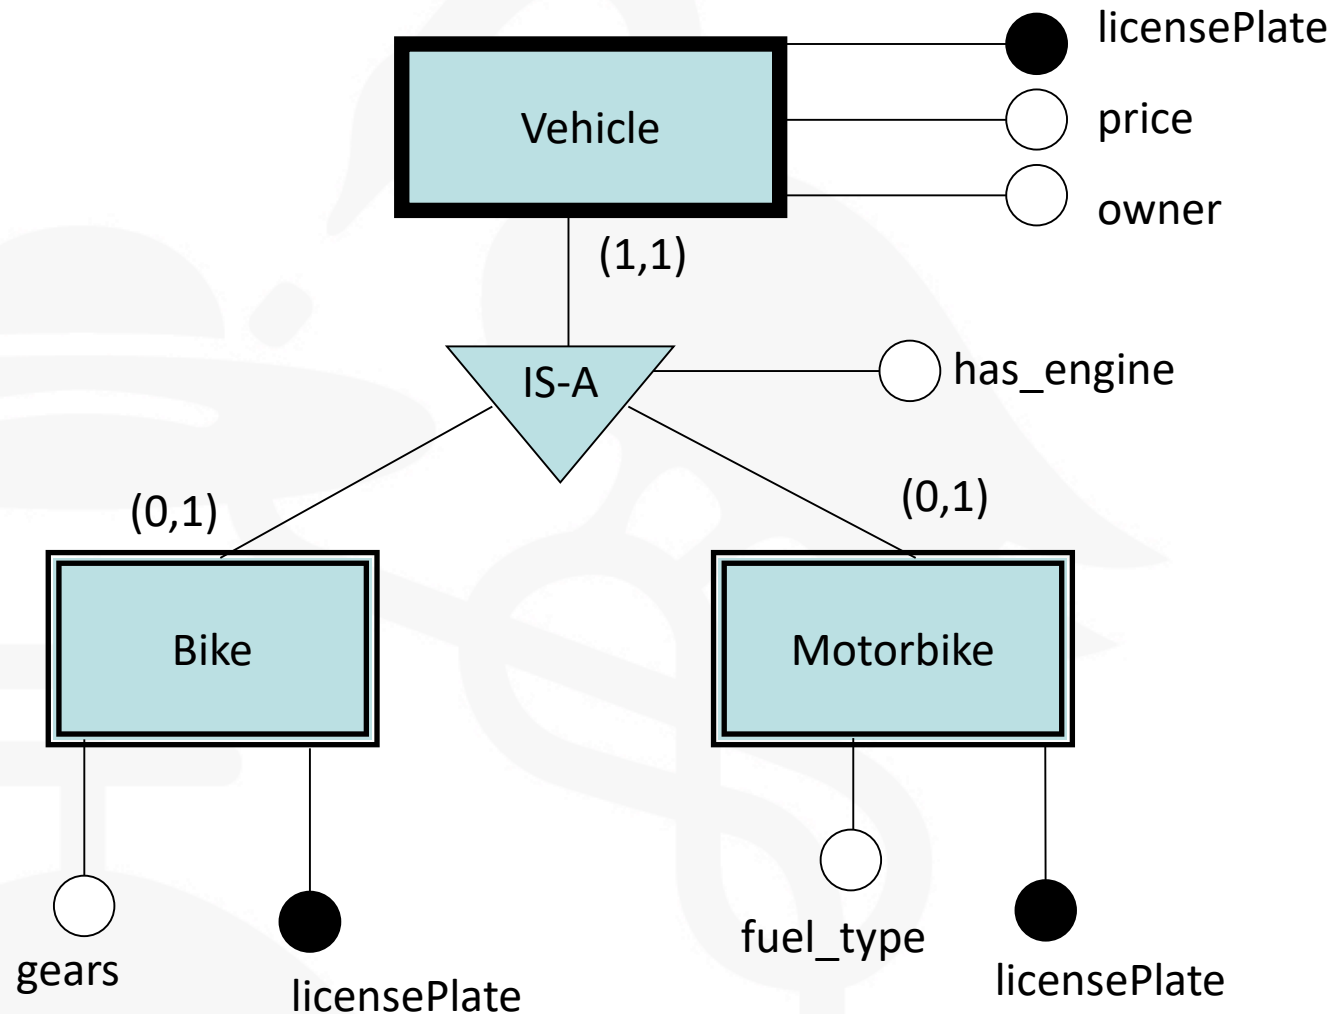 licensePlate
Vehicle
price
owner
(1,1)
IS-A
has_engine
(0,1)
(0,1)
Bike
Motorbike
gears
licensePlate
fuel_type
licensePlate